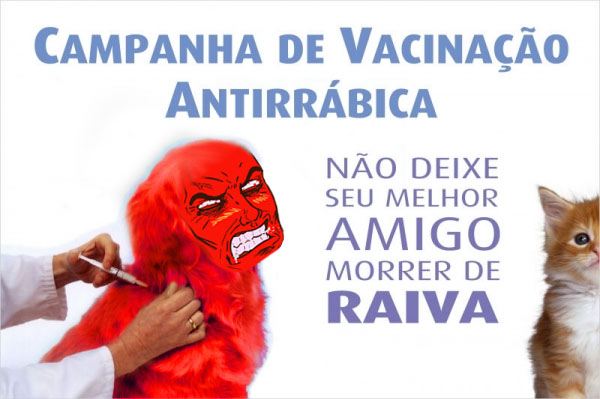 CAMPANHA DE VACINAÇÃO
ANTIRRÁBICA
NÃO DEIXE
SEU MELHOR
AMIGO
MORRER DE
RAIVA